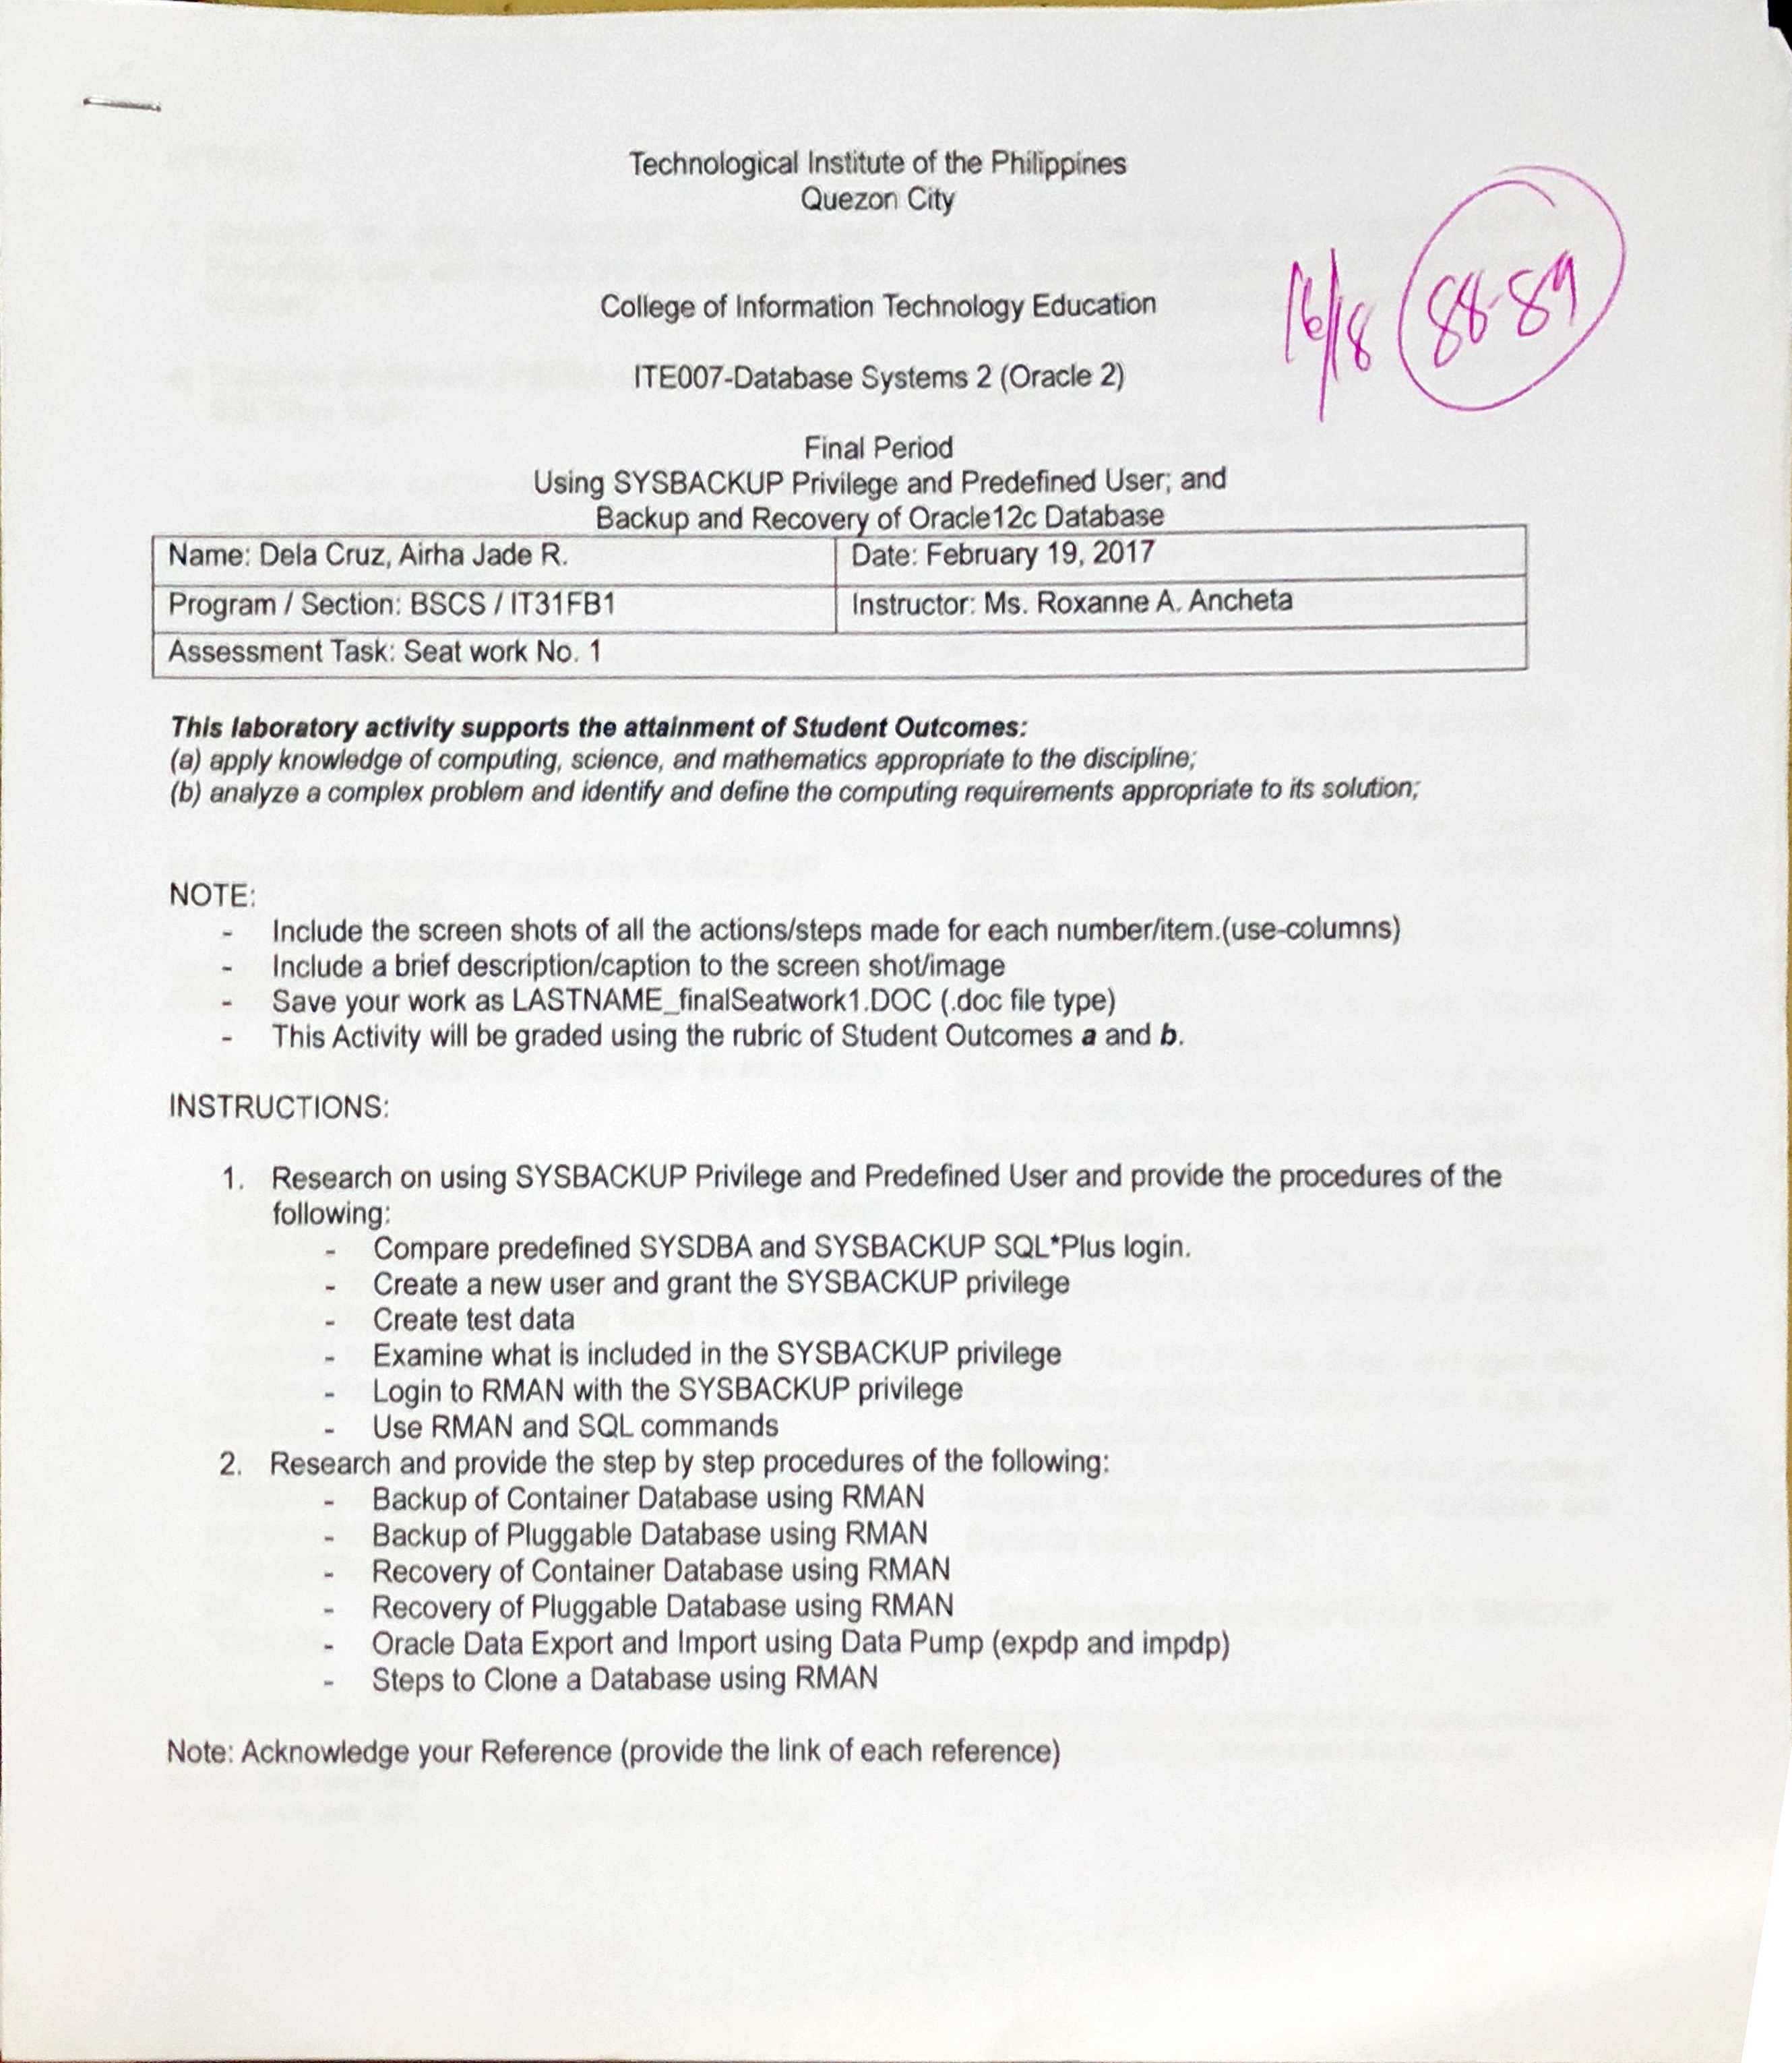 Technological Institute of the Philippines
Quezon City
College of Information Technology Education
16/18 88.89
ITE007-Database Systems 2 (Oracle 2)
Final Period
Using SYSBACKUP Privilege and Predefined User; and
Backup and Recovery of Oracle12c Database
Name: Dela Cruz, Airha Jade R. Date: February 19, 2017
Program / Section: BSCS / IT31FB1 Instructor: Ms. Roxanne A. Ancheta
Assessment Task: Seat work No. 1
This laboratory activity supports the attainment of Student Outcomes:
(a) apply knowledge of computing, science, and mathematics appropriate to the discipline;
(b) analyze a complex problem and identify and define the computing requirements appropriate to its solution;
NOTE:
- Include the screen shots of all the actions/steps made for each number/item.(use-columns)
- Include a brief description/caption to the screen shot/image
- Save your work as LASTNAME_finalSeatwork1.DOC (.doc file type)
- This Activity will be graded using the rubric of Student Outcomes a and b.
INSTRUCTIONS:
1. Research on using SYSBACKUP Privilege and Predefined User and provide the procedures of the
following:
- Compare predefined SYSDBA and SYSBACKUP SQL*Plus login.
- Create a new user and grant the SYSBACKUP privilege
- Create test data
- Examine what is included in the SYSBACKUP privilege
- Login to RMAN with the SYSBACKUP privilege
- Use RMAN and SQL commands
2. Research and provide the step by step procedures of the following:
- Backup of Container Database using RMAN
- Backup of Pluggable Database using RMAN
- Recovery of Container Database using RMAN
- Recovery of Pluggable Database using RMAN
- Oracle Data Export and Import using Data Pump (expdp and impdp)
- Steps to Clone a Database using RMAN
Note: Acknowledge your Reference (provide the link of each reference)